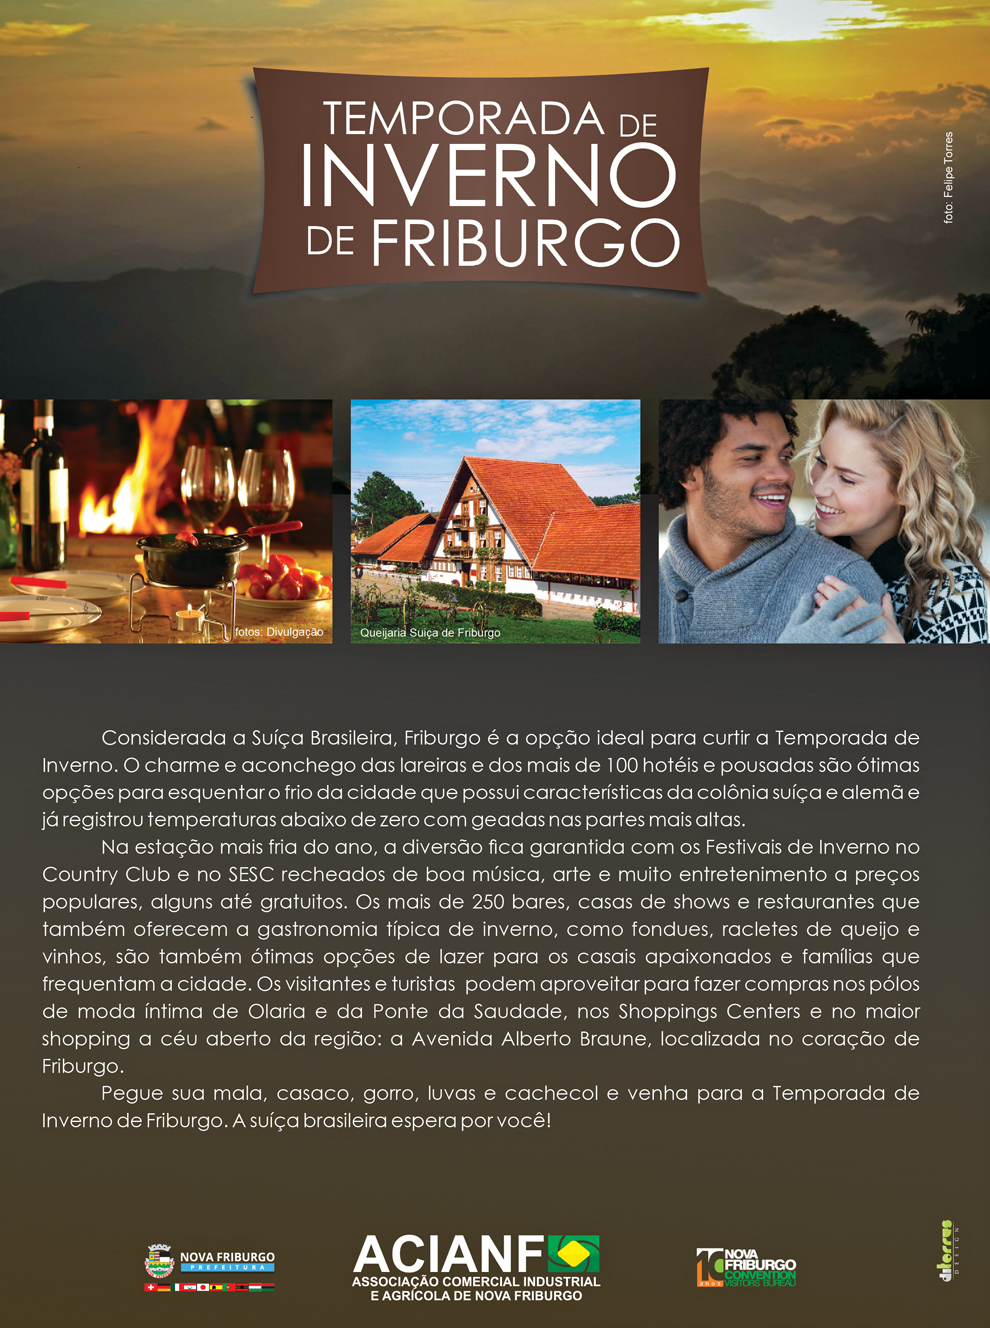 TEMPORADA DE
INVERNO
DE FRIBURGO
foto: Felipe Torres
fotos: Divulgação
Queijaria Suiça de Friburgo
Considerada a Suíça Brasileira, Friburgo é a opção ideal para curtir a Temporada de
Inverno. O charme e aconchego das lareiras e dos mais de 100 hotéis e pousadas são ótimas
opções para esquentar o frio da cidade que possui características da colônia suíça e alemã e
já registrou temperaturas abaixo de zero com geadas nas partes mais altas.
Na estação mais fria do ano, a diversão fica garantida com os Festivais de Inverno no
Country Club e no SESC recheados de boa música, arte e muito entretenimento a preços
populares, alguns até gratuitos. Os mais de 250 bares, casas de shows e restaurantes que
também oferecem a gastronomia típica de inverno, como fondues, racletes de queijo e
vinhos, são também ótimas opções de lazer para os casais apaixonados e famílias que
frequentam a cidade. Os visitantes e turistas podem aproveitar para fazer compras nos pólos
de moda íntima de Olaria e da Ponte da Saudade, nos Shoppings Centers e no maior
shopping a céu aberto da região: a Avenida Alberto Braune, localizada no coração de
Friburgo.
Pegue sua mala, casaco, gorro, luvas e cachecol e venha para a Temporada de
Inverno de Friburgo. A suíça brasileira espera por você!
NOVA FRIBURGO
PREFEITURA
ACIANF
ASSOCIAÇÃO COMERCIAL INDUSTRIAL
E AGRÍCOLA DE NOVA FRIBURGO
10 anos
NOVA
FRIBURGO
CONVENTION
VISITORS BUREAU
ditorres
DESIGN